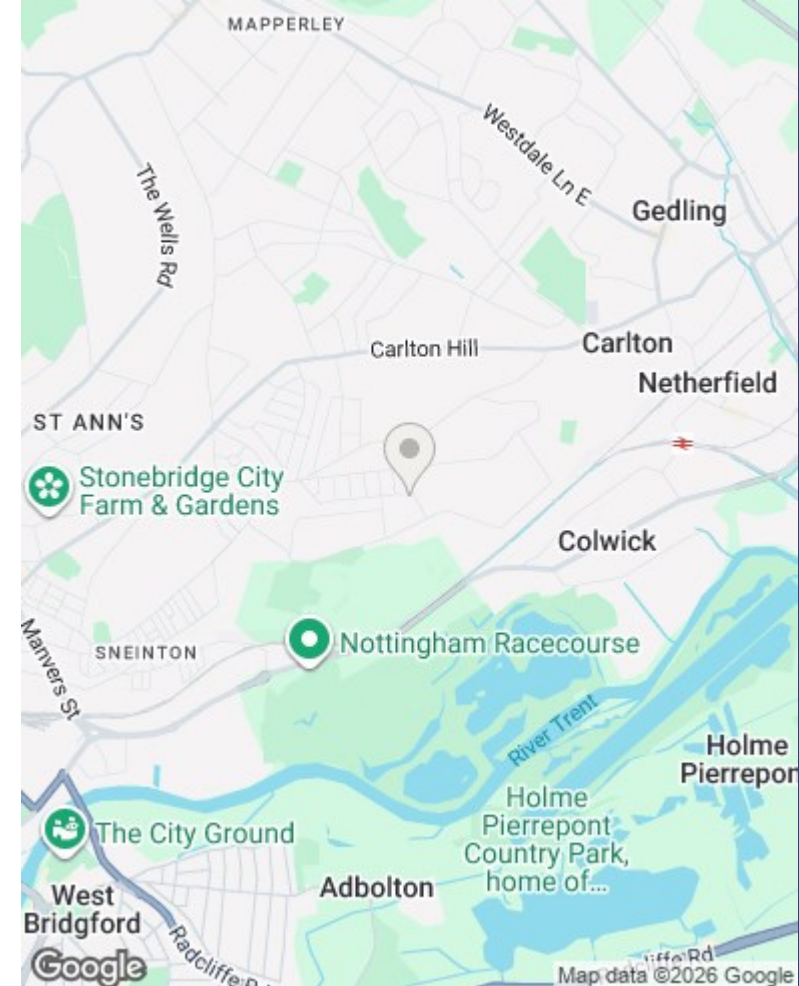 MAPPERLEY
Westdale Ln E
The Wells Rd
Gedling
Carlton Hill
Carlton
Netherfield
ST ANN'S
Stonebridge City
Farm & Gardens
Colwick
Manvers St
SNEINTON
Nottingham Racecourse
River Trent
Holme
Pierrepon
Holme
Pierrepont
Country Park,
home of...
The City Ground
Adbolton
West
Bridgford
Radcliffe
cliffe Rd
Google
Map data ©2026 Google